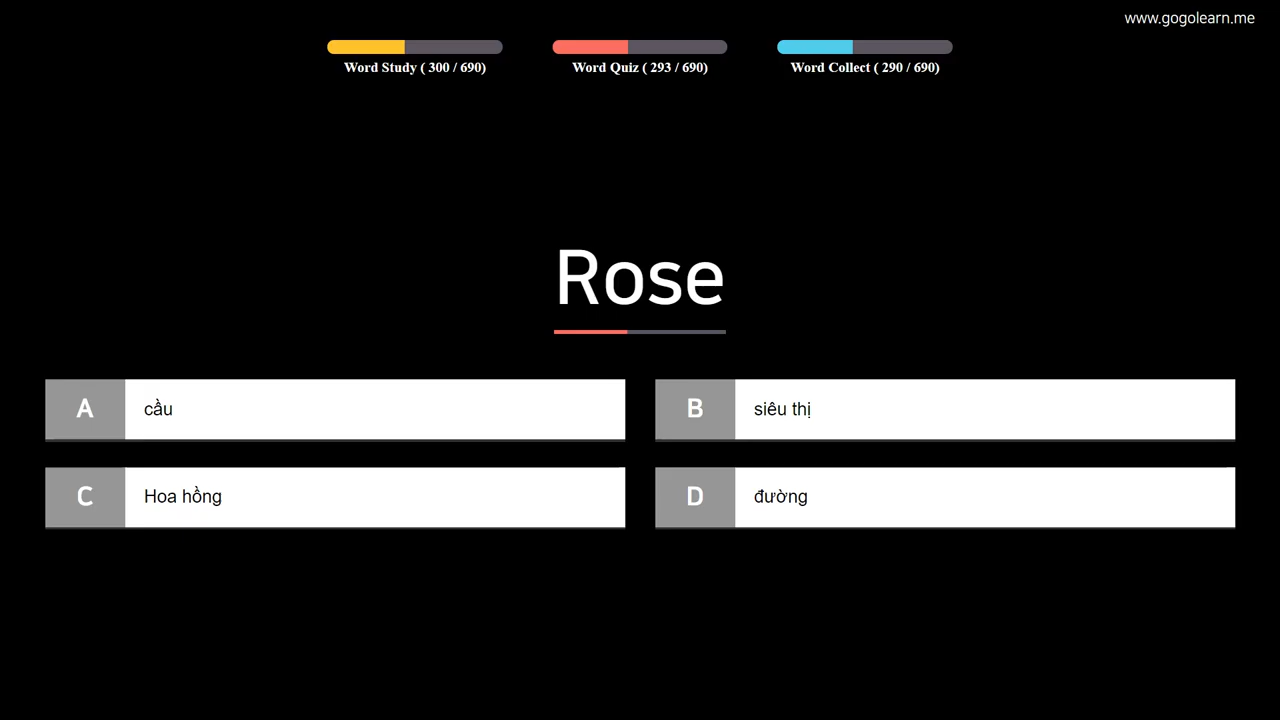 www.gogolearn.me
Word Study ( 300 / 690)
Word Quiz ( 293 / 690)
Word Collect ( 290 / 690)
Rose
A cầu
B siêu thị
C Hoa hồng
D đường